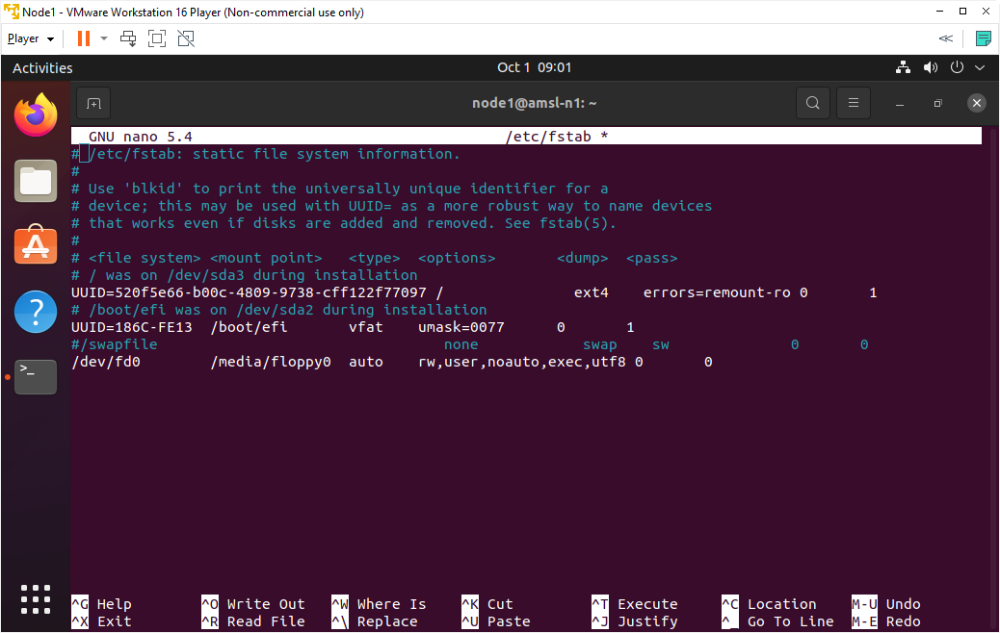 Node1 - VMware Workstation 16 Player (Non-commercial use only)
Player
Activities Oct 1 09:01
node1@amsl-n1: ~
GNU nano 5.4 /etc/fstab *
# /etc/fstab: static file system information.
#
# Use 'blkid' to print the universally unique identifier for a
# device; this may be used with UUID= as a more robust way to name devices
# that works even if disks are added and removed. See fstab(5).
#
# <file system> <mount point> <type> <options> <dump> <pass>
# / was on /dev/sda3 during installation
UUID=520f5e66-b00c-4809-9738-cff122f77097 / ext4 errors=remount-ro 0 1
# /boot/efi was on /dev/sda2 during installation
UUID=186C-FE13 /boot/efi vfat umask=0077 0 1
#/swapfile none swap sw 0 0
/dev/fd0 /media/floppy0 auto rw,user,noauto,exec,utf8 0 0
^G Help ^O Write Out ^W Where Is ^K Cut ^T Execute ^C Location M-U Undo
^X Exit ^R Read File ^\ Replace ^U Paste ^J Justify ^_ Go To Line M-E Redo